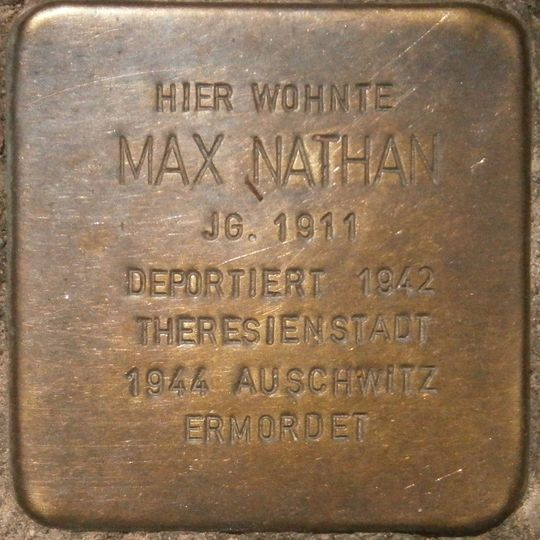 HIER WOHNTE
MAX NATHAN
JG. 1911
DEPORTIERT 1942
THERESIENSTADT
1944 AUSCHWITZ
ERMORDET